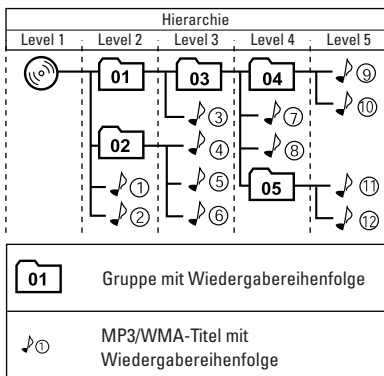 Hierarchie
Level 1 Level 2 Level 3 Level 4 Level 5
01 03 04 ⑨
⑩
③ ⑦
02 ④ ⑧
① ⑤ 05 ⑪
② ⑥ ⑫
01 Gruppe mit Wiedergabereihenfolge
① MP3/WMA-Titel mit
Wiedergabereihenfolge